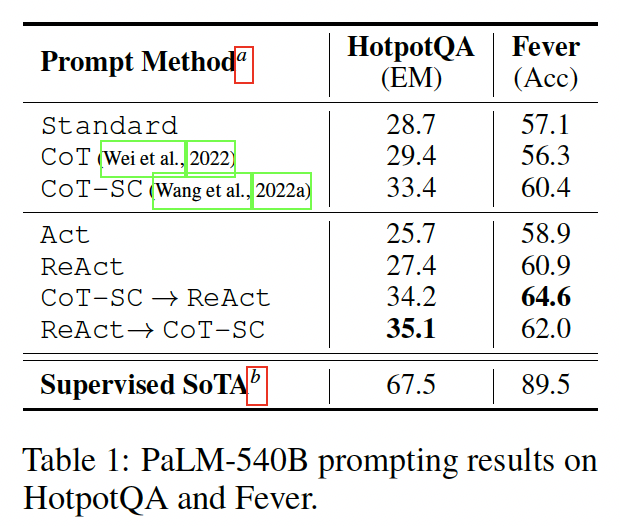 Prompt Method^a HotpotQA Fever
(EM) (Acc)
Standard 28.7 57.1
CoT (Wei et al., 2022) 29.4 56.3
CoT-SC (Wang et al., 2022a) 33.4 60.4
Act 25.7 58.9
ReAct 27.4 60.9
CoT-SC → ReAct 34.2 64.6
ReAct → CoT-SC 35.1 62.0
Supervised SoTA^b 67.5 89.5
Table 1: PaLM-540B prompting results on
HotpotQA and Fever.